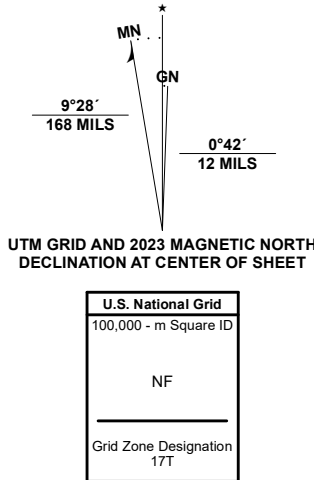 ★
MN
GN
9°28´
168 MILS
0°42´
12 MILS
UTM GRID AND 2023 MAGNETIC NORTH
DECLINATION AT CENTER OF SHEET
U.S. National Grid
100,000 - m Square ID
NF
Grid Zone Designation
17T